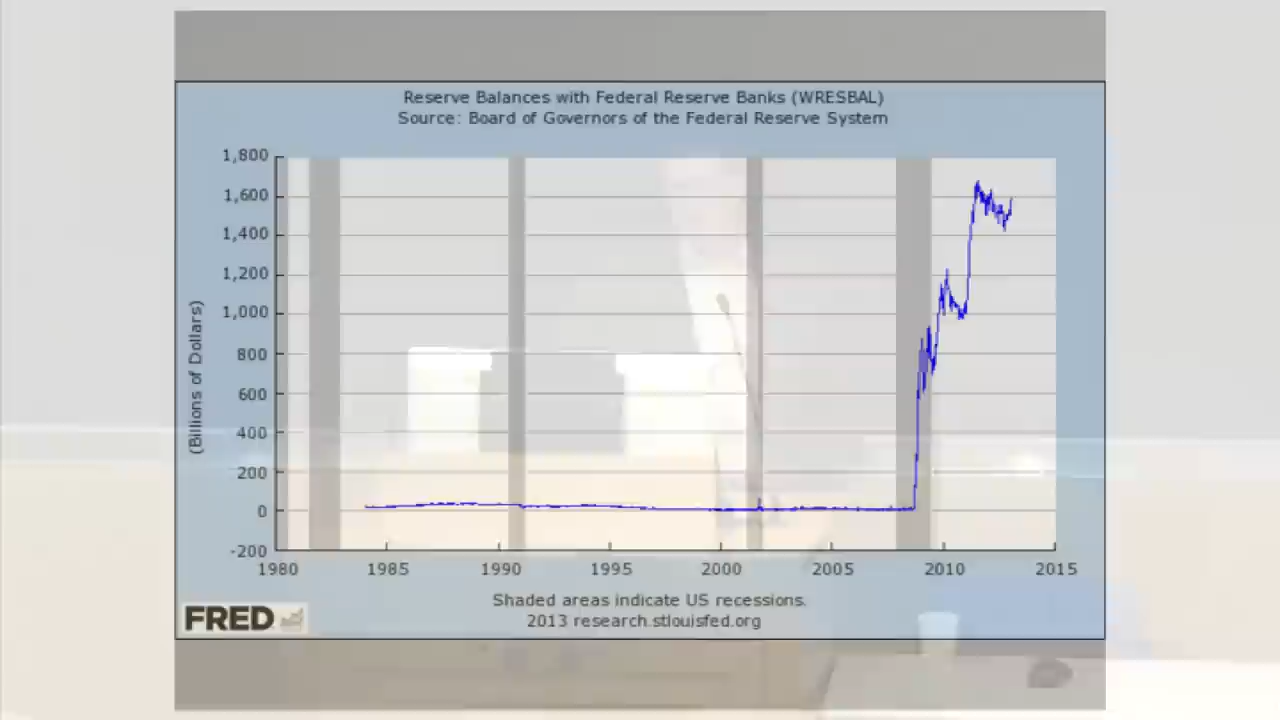 Reserve Balances with Federal Reserve Banks (WRESBAL)
Source: Board of Governors of the Federal Reserve System
(Billions of Dollars)
1,800
1,600
1,400
1,200
1,000
800
600
400
200
0
-200
1980 1985 1990 1995 2000 2005 2010 2015
Shaded areas indicate US recessions.
2013 research.stlouisfed.org
FRED